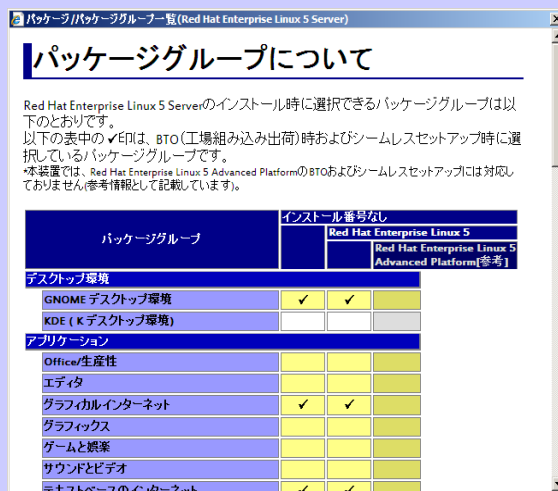 パッケージ/パッケージグループ一覧(Red Hat Enterprise Linux 5 Server)
パッケージグループについて
Red Hat Enterprise Linux 5 Serverのインストール時に選択できるパッケージグループは以
下のとおりです。
以下の表中の✓印は、BTO(工場組み込み出荷)時およびシームレスセットアップ時に選
択しているパッケージグループです。
*本装置では、Red Hat Enterprise Linux 5 Advanced PlatformのBTOおよびシームレスセットアップには対応し
ておりません(参考情報として記載しています)。
パッケージグループ
インストール番号なし
Red Hat Enterprise Linux 5
Red Hat Enterprise Linux 5
Advanced Platform[参考]
デスクトップ環境
GNOME デスクトップ環境 ✓ ✓
KDE ( K デスクトップ環境)
アプリケーション
Office/生産性
エディタ
グラフィカルインターネット ✓ ✓
グラフィックス
ゲームと娯楽
サウンドとビデオ
テキストベースのインターネット ✓ ✓